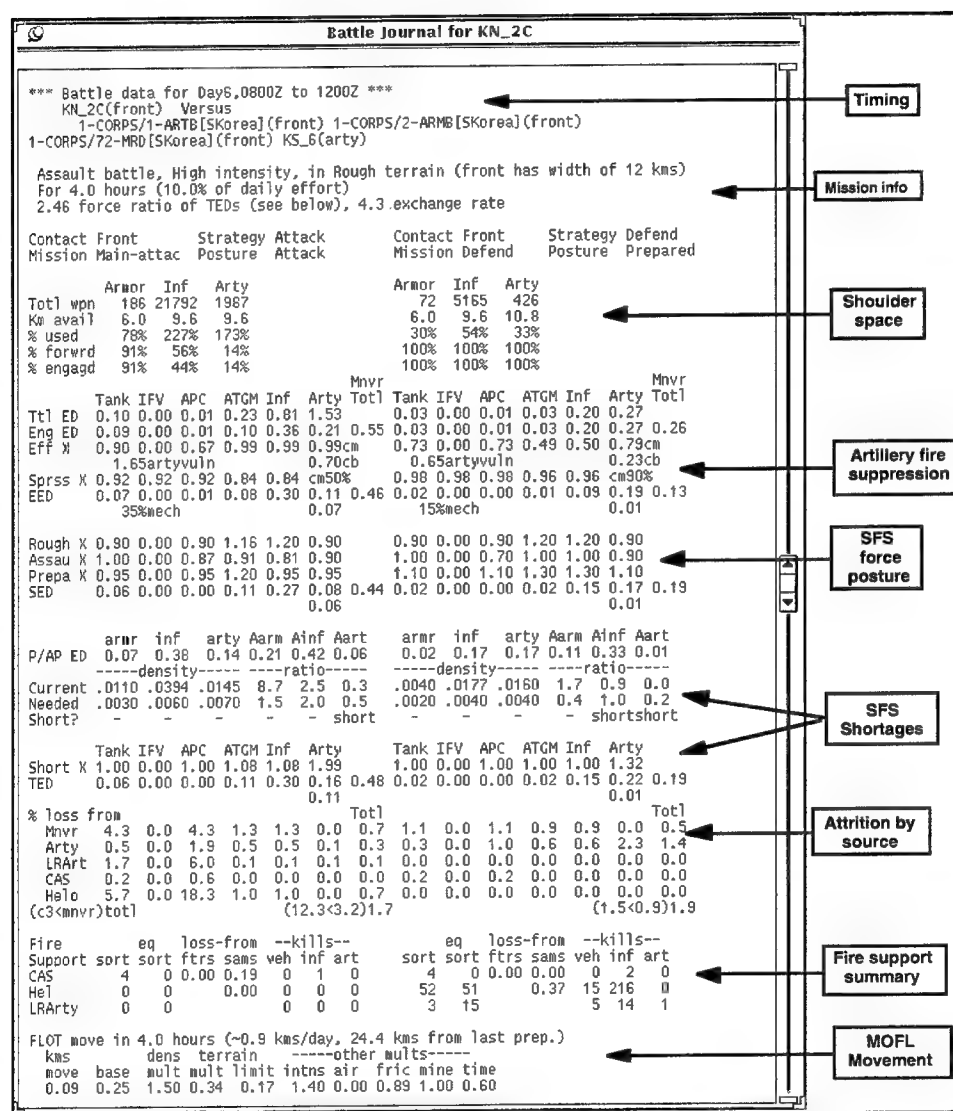 Battle Journal for KN_2C
*** Battle data for Day6,0800Z to 1200Z ***
KN_2C(front) Versus
1-CORPS/1-ARTB[SKorea](front) 1-CORPS/2-ARMB[SKorea](front)
1-CORPS/72-MRD[SKorea](front) KS_6(arty)
Timing
Assault battle, High intensity, in Rough terrain (front has width of 12 kms)
For 4.0 hours (10.0% of daily effort)
2.46 force ratio of TEDs (see below), 4.3 exchange rate
Mission info
Contact Front Strategy Attack Contact Front Strategy Defend
Mission Main-attac Posture Attack Mission Defend Posture Prepared
Armor Inf Arty Armor Inf Arty
Totl wpn 186 21792 1987 72 5165 426
Km avail 6.0 9.6 9.6 6.0 9.6 10.8
% used 78% 227% 173% 30% 54% 33%
% forwrd 91% 56% 14% 100% 100% 100%
% engagd 91% 44% 14% 100% 100% 100%
Shoulder space
Mnvr Mnvr
Tank IFV APC ATGM Inf Arty Totl Tank IFV APC ATGM Inf Arty Totl
Ttl ED 0.10 0.00 0.01 0.23 0.81 1.53 0.03 0.00 0.01 0.03 0.20 0.27
Eng ED 0.09 0.00 0.01 0.10 0.36 0.21 0.55 0.03 0.00 0.01 0.03 0.20 0.27 0.26
Eff X 0.90 0.00 0.67 0.99 0.99 0.99cm 0.73 0.00 0.73 0.49 0.50 0.79cm
1.65artyvuln 0.70cb 0.65artyvuln 0.23cb
Sprss X 0.92 0.92 0.92 0.84 0.84 cm50% 0.98 0.98 0.98 0.96 0.96 cm90%
EED 0.07 0.00 0.01 0.08 0.30 0.11 0.46 0.02 0.00 0.00 0.01 0.09 0.19 0.13
35%mech 0.07 15%mech 0.01
Artillery fire suppression
Rough X 0.90 0.00 0.90 1.16 1.20 0.90 0.90 0.00 0.90 1.20 1.20 0.90
Assau X 1.00 0.00 0.87 0.91 0.81 0.90 1.00 0.00 0.70 1.00 1.00 0.90
Prepa X 0.95 0.00 0.95 1.20 0.95 0.95 1.10 0.00 1.10 1.30 1.30 1.10
SED 0.06 0.00 0.00 0.11 0.27 0.08 0.44 0.02 0.00 0.00 0.02 0.15 0.17 0.19
0.06 0.01
SFS force posture
armr inf arty Aarm Ainf Aart armr inf arty Aarm Ainf Aart
P/AP ED 0.07 0.38 0.14 0.21 0.42 0.06 0.02 0.17 0.17 0.11 0.33 0.01
-----density----- ----ratio---- -----density----- ----ratio----
Current .0110 .0394 .0145 8.7 2.5 0.3 .0040 .0177 .0160 1.7 0.9 0.0
Needed .0030 .0060 .0070 1.5 2.0 0.5 .0020 .0040 .0040 0.4 1.0 0.2
Short? - - - - - short - - - - shortshort
SFS Shortages
Tank IFV APC ATGM Inf Arty Tank IFV APC ATGM Inf Arty
Short X 1.00 0.00 1.00 1.08 1.08 1.99 1.00 0.00 1.00 1.00 1.00 1.32
TED 0.06 0.00 0.00 0.11 0.30 0.16 0.48 0.02 0.00 0.00 0.02 0.15 0.22 0.19
0.11 0.01
% loss from Totl Totl
Mnvr 4.3 0.0 4.3 1.3 1.3 0.0 0.7 1.1 0.0 1.1 0.9 0.9 0.0 0.5
Arty 0.5 0.0 1.9 0.5 0.5 0.1 0.3 0.3 0.0 1.0 0.6 0.6 2.3 1.4
LRArt 1.7 0.0 6.0 0.1 0.1 0.1 0.1 0.0 0.0 0.0 0.0 0.0 0.0 0.0
CAS 0.2 0.0 0.6 0.0 0.0 0.0 0.0 0.2 0.0 0.2 0.0 0.0 0.0 0.0
Helo 5.7 0.0 18.3 1.0 1.0 0.0 0.7 0.0 0.0 0.0 0.0 0.0 0.0 0.0
(c3<mnvr)totl (12.3<3.2)1.7 (1.5<0.9)1.9
Attrition by source
Fire eq loss-from --kills-- eq loss-from --kills--
Support sort sort ftrs sams veh inf art sort sort ftrs sams veh inf art
CAS 4 0 0.00 0.19 0 1 0 4 0 0.00 0.00 0 2 0
Hel 0 0 0.00 0 0 0 52 51 0.37 15 216 0
LRArty 0 0 0 0 0 3 15 5 14 1
Fire support summary
FLOT move in 4.0 hours (~0.9 kms/day, 24.4 kms from last prep.)
kms dens terrain -----other mults-----
move base mult mult limit intns air fric mine time
0.09 0.25 1.50 0.34 0.17 1.40 0.00 0.89 1.00 0.60
MOFL Movement